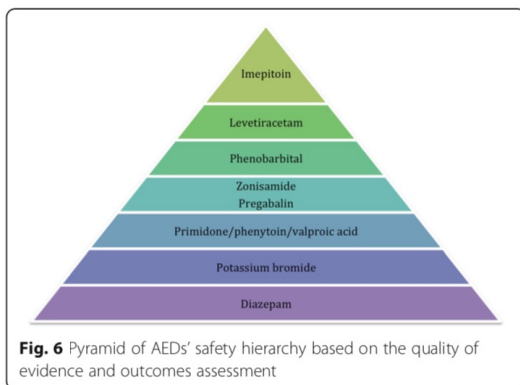 Imepitoin
Levetiracetam
Phenobarbital
Zonisamide
Pregabalin
Primidone/phenytoin/valproic acid
Potassium bromide
Diazepam
Fig. 6 Pyramid of AEDs’ safety hierarchy based on the quality of
evidence and outcomes assessment